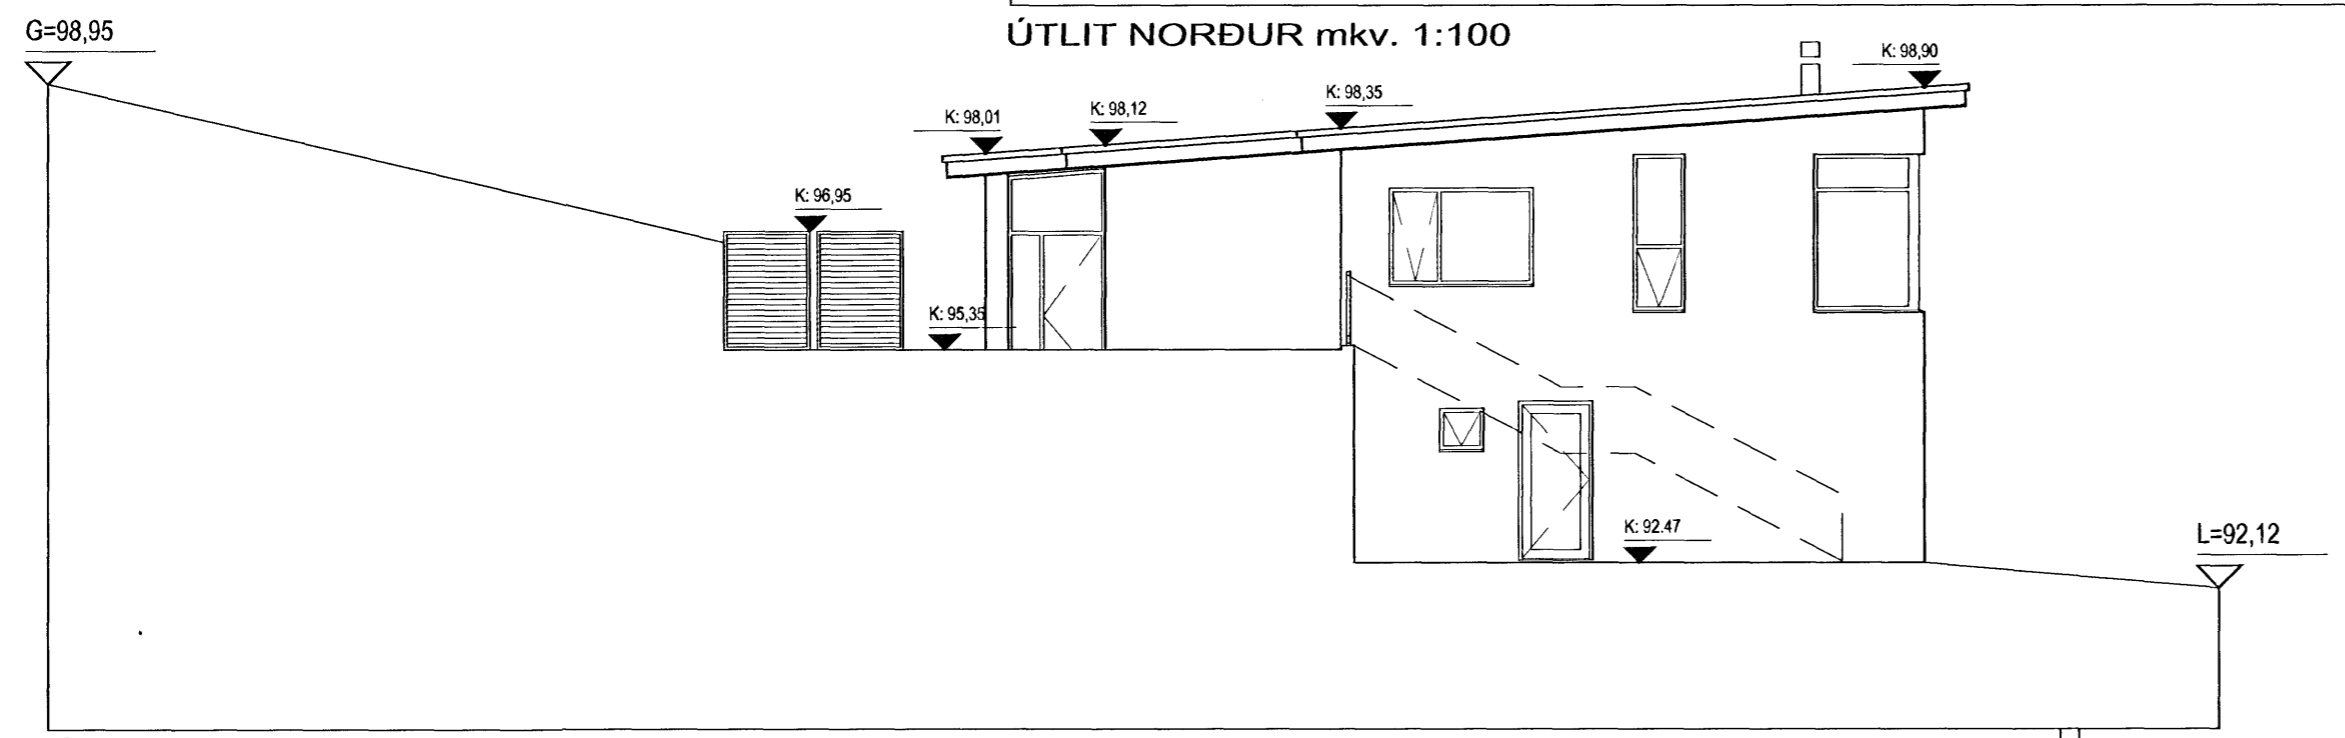 G=98,95
ÚTLIT NORÐUR mkv. 1:100
K: 98,90
K: 98,35
K: 98,12
K: 98,01
K: 96,95
K: 95,35
K: 92.47
L=92,12